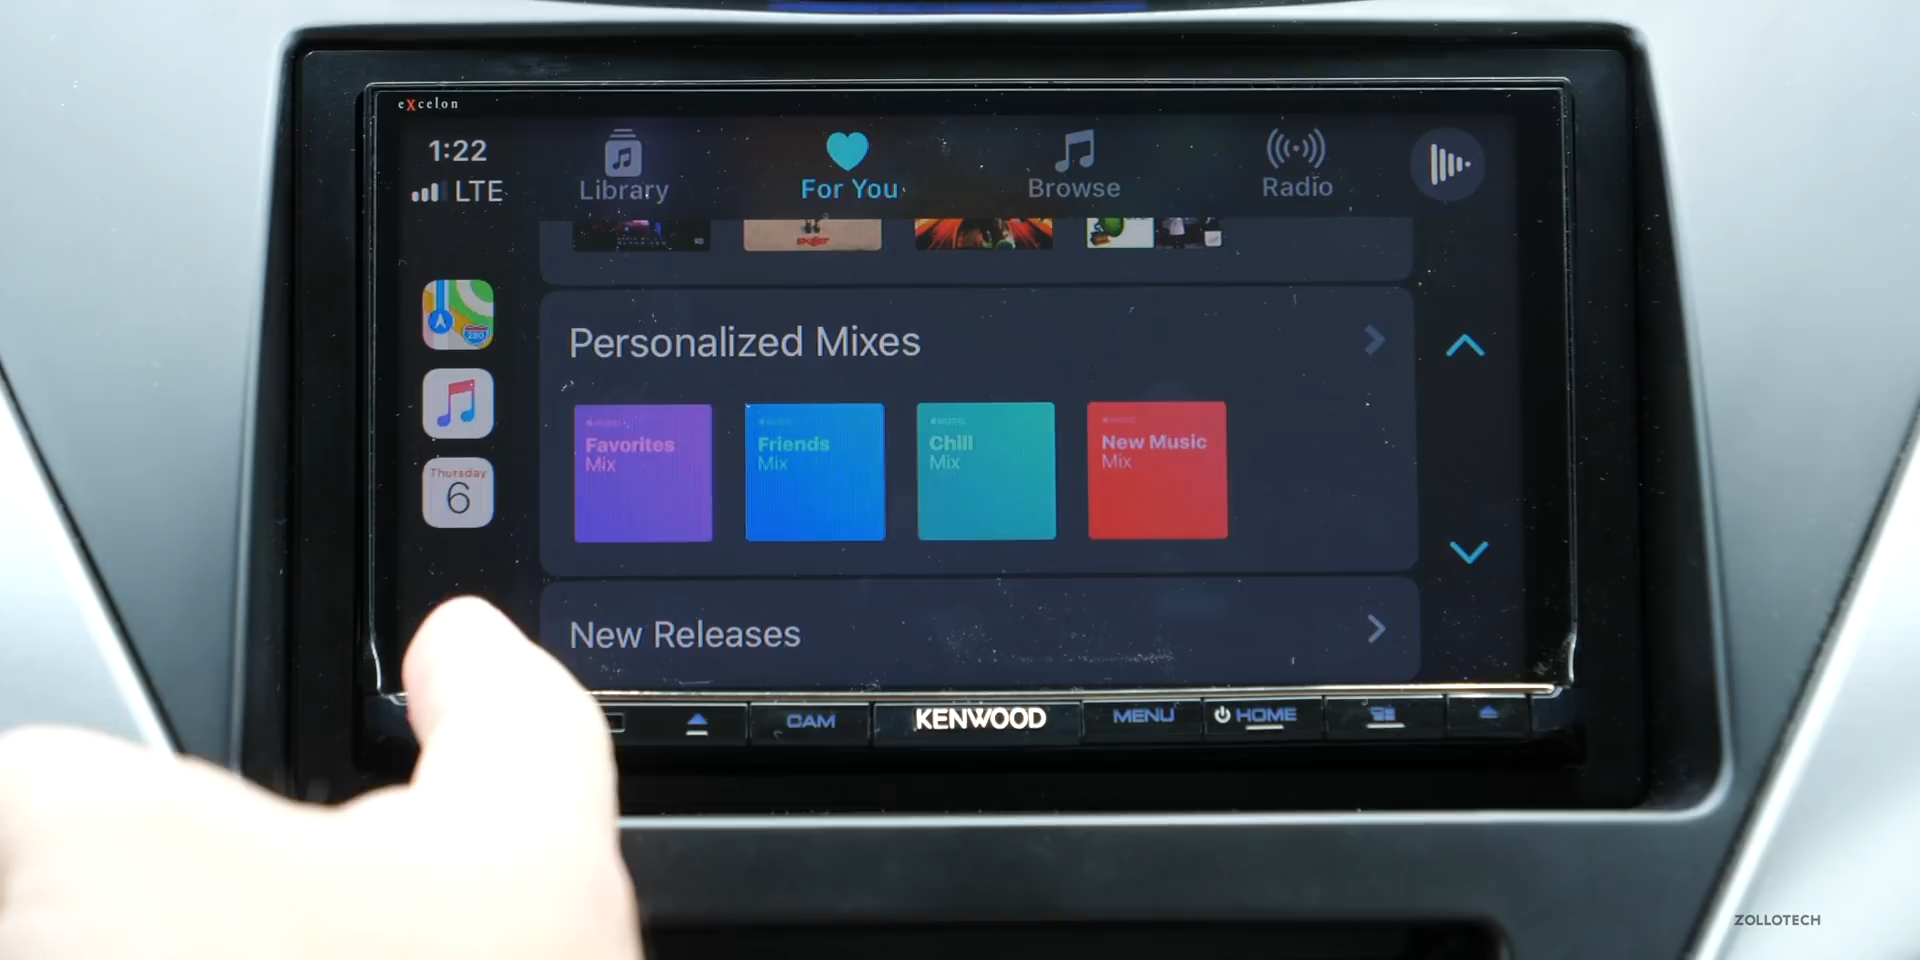 eXcelon
1:22
LTE
Library
For You
Browse
Radio
Personalized Mixes
Favorites
Mix
Friends
Mix
Chill
Mix
New Music
Mix
Thursday
6
280
New Releases
CAM
KENWOOD
MENU
HOME
ZOLLOTECH